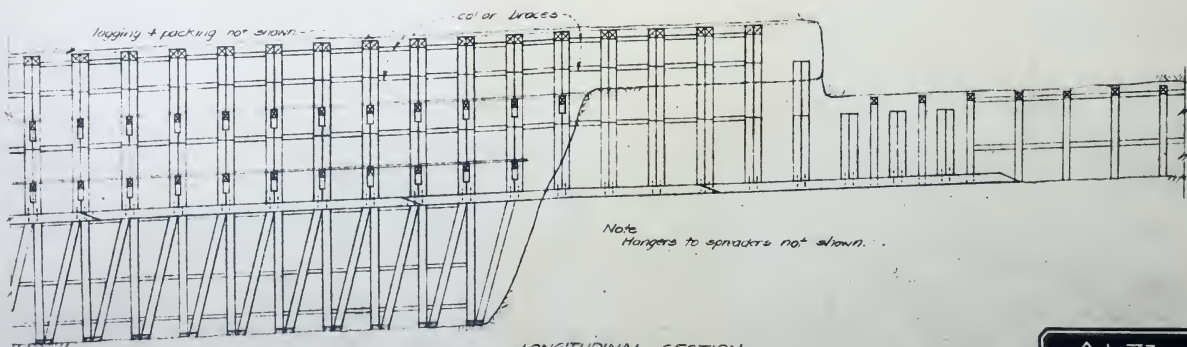 lagging + packing not shown
color braces
Note
Hangers to spreaders not shown.
LONGITUDINAL SECTION